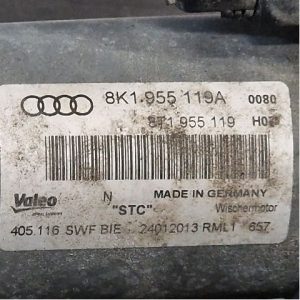 8K1 955 119A 0080
8T1 955 119 H07
Valeo N MADE IN GERMANY
"STC" Wischermotor
405.116 SWF BIE 24012013 RML1 657